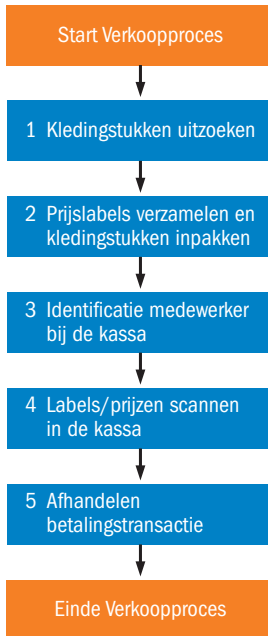 Start Verkoopproces
1 Kledingstukken uitzoeken
2 Prijslabels verzamelen en
kledingstukken inpakken
3 Identificatie medewerker
bij de kassa
4 Labels/prijzen scannen
in de kassa
5 Afhandelen
betalingstransactie
Einde Verkoopproces